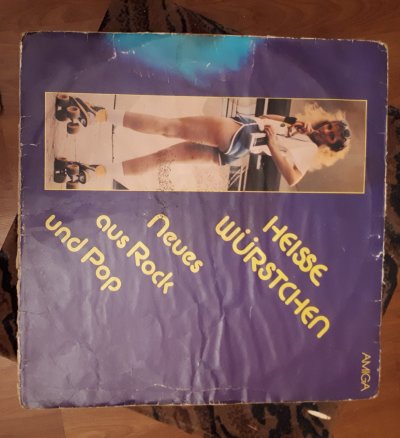 HEISSE
WÜRSTCHEN
Neues
aus Rock
und Pop
AMIGA